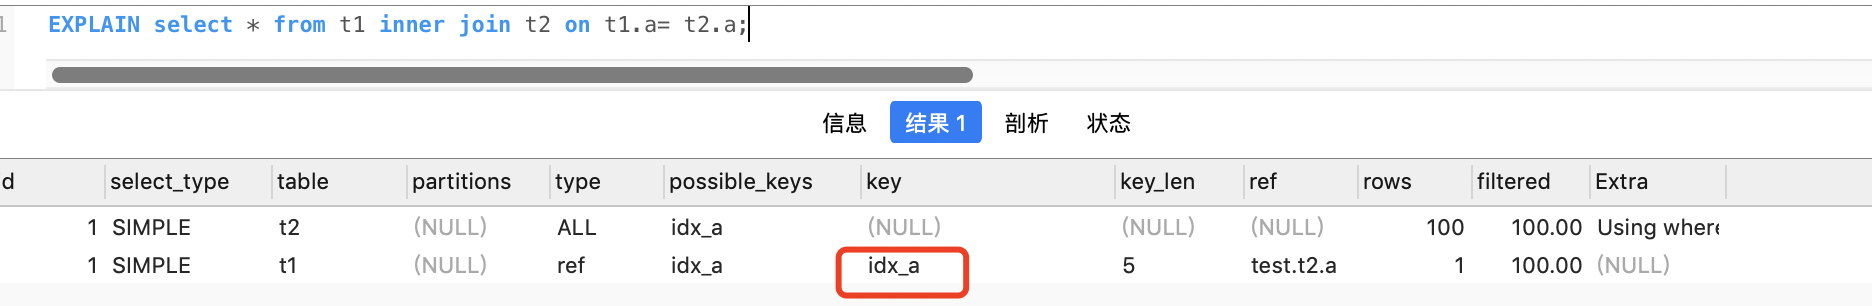 1 EXPLAIN select * from t1 inner join t2 on t1.a= t2.a;
信息 结果 1 剖析 状态
d select_type table partitions type possible_keys key key_len ref rows filtered Extra
1 SIMPLE t2 (NULL) ALL idx_a (NULL) (NULL) (NULL) 100 100.00 Using where
1 SIMPLE t1 (NULL) ref idx_a idx_a 5 test.t2.a 1 100.00 (NULL)